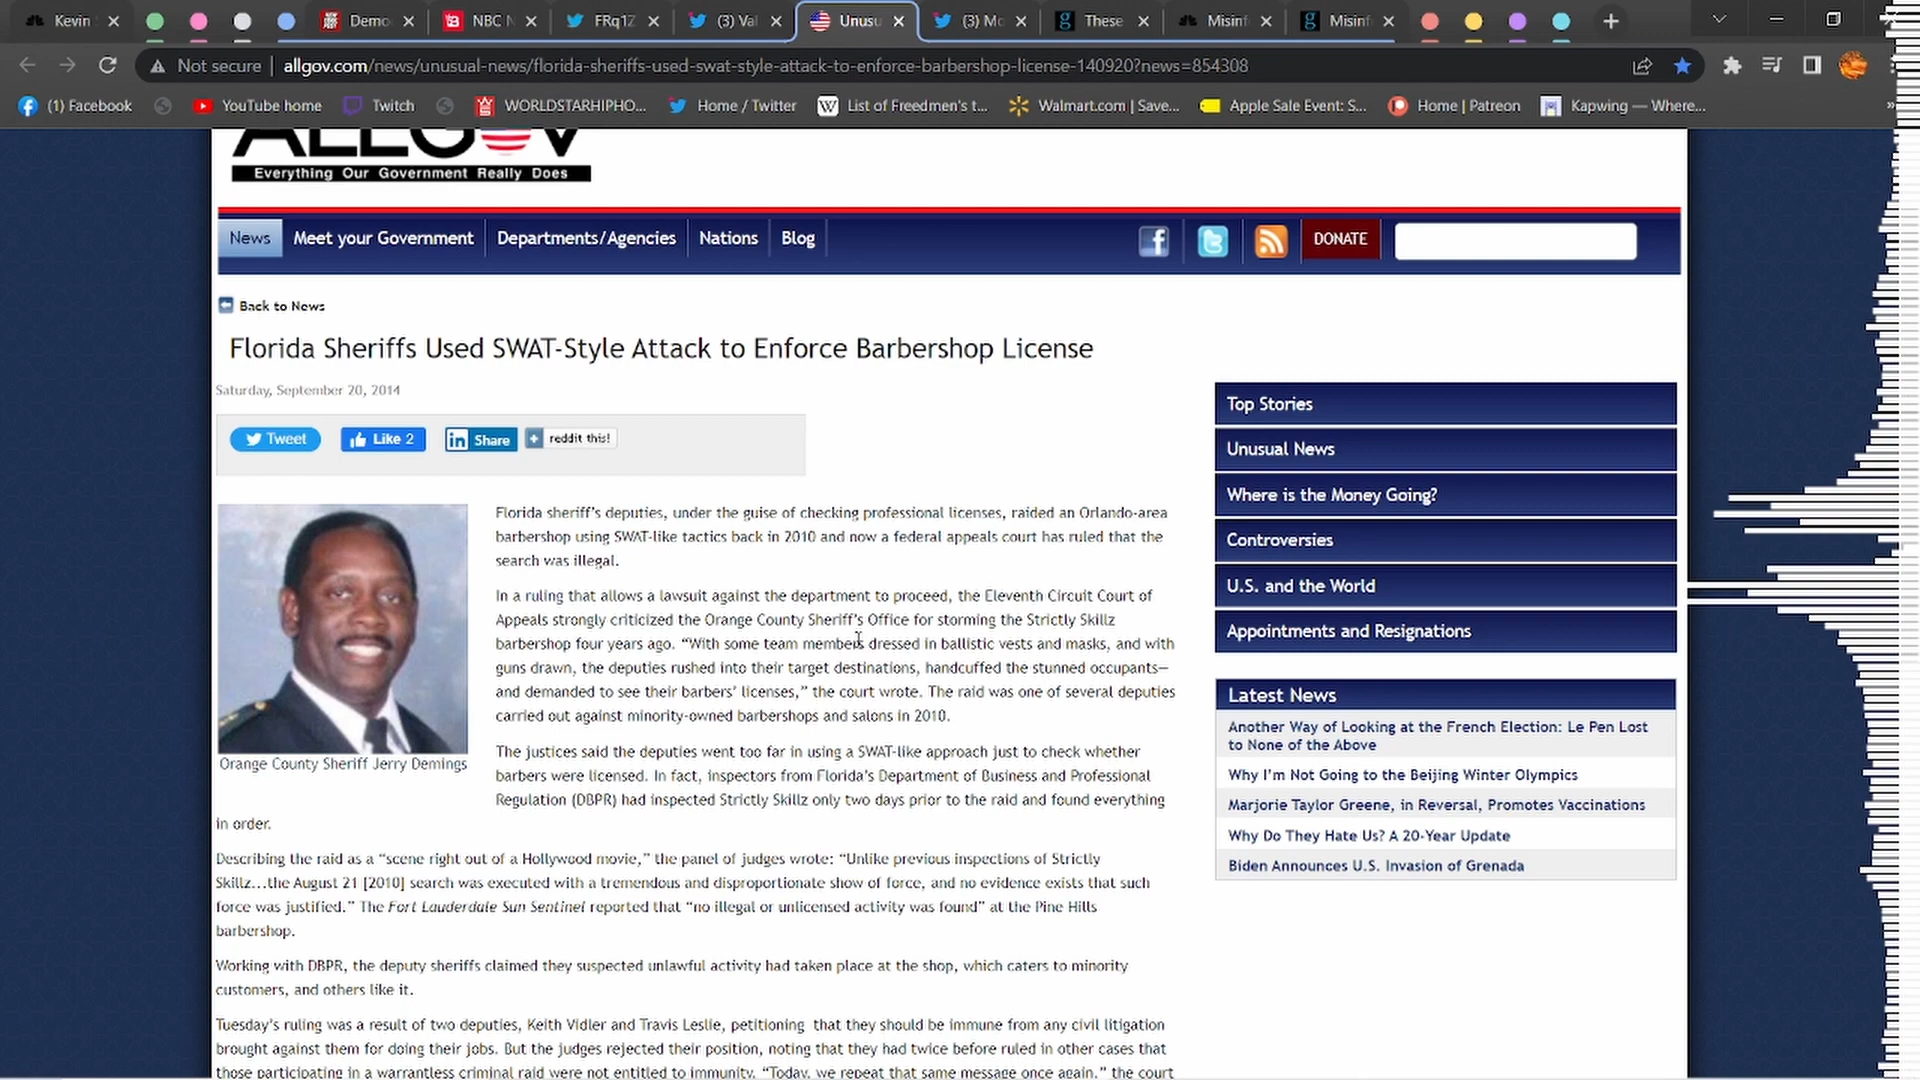 Kevin
Demo
NBC N
FRq1Z
(3) Val
Unusu
(3) Mo
These
Misinf
Misinf
Not secure
allgov.com/news/unusual-news/florida-sheriffs-used-swat-style-attack-to-enforce-barbershop-license-140920?news=854308
(1) Facebook
YouTube home
Twitch
WORLDSTARHIPHO...
Home / Twitter
List of Freedmen's t...
Walmart.com | Save...
Apple Sale Event: S...
Home | Patreon
Kapwing — Where...
»
ALLGOV
Everything Our Government Really Does
News
Meet your Government
Departments/Agencies
Nations
Blog
DONATE
Back to News
Florida Sheriffs Used SWAT-Style Attack to Enforce Barbershop License
Saturday, September 20, 2014
Tweet
Like 2
in Share
reddit this!
Florida sheriff's deputies, under the guise of checking professional licenses, raided an Orlando-area
barbershop using SWAT-like tactics back in 2010 and now a federal appeals court has ruled that the
search was illegal.
In a ruling that allows a lawsuit against the department to proceed, the Eleventh Circuit Court of
Appeals strongly criticized the Orange County Sheriff's Office for storming the Strictly Skillz
barbershop four years ago. “With some team members dressed in ballistic vests and masks, and with
guns drawn, the deputies rushed into their target destinations, handcuffed the stunned occupants—
and demanded to see their barbers' licenses,” the court wrote. The raid was one of several deputies
carried out against minority-owned barbershops and salons in 2010.
Orange County Sheriff Jerry Demings
The justices said the deputies went too far in using a SWAT-like approach just to check whether
barbers were licensed. In fact, inspectors from Florida's Department of Business and Professional
Regulation (DBPR) had inspected Strictly Skillz only two days prior to the raid and found everything
in order.
Describing the raid as a “scene right out of a Hollywood movie,” the panel of judges wrote: “Unlike previous inspections of Strictly
Skillz...the August 21 [2010] search was executed with a tremendous and disproportionate show of force, and no evidence exists that such
force was justified.” The Fort Lauderdale Sun Sentinel reported that “no illegal or unlicensed activity was found” at the Pine Hills
barbershop.
Working with DBPR, the deputy sheriffs claimed they suspected unlawful activity had taken place at the shop, which caters to minority
customers, and others like it.
Tuesday's ruling was a result of two deputies, Keith Vidler and Travis Leslie, petitioning that they should be immune from any civil litigation
brought against them for doing their jobs. But the judges rejected their position, noting that they had twice before ruled in other cases that
those participating in a warrantless criminal raid were not entitled to immunity. “Today, we repeat that same message once again,” the court
Top Stories
Unusual News
Where is the Money Going?
Controversies
U.S. and the World
Appointments and Resignations
Latest News
Another Way of Looking at the French Election: Le Pen Lost
to None of the Above
Why I'm Not Going to the Beijing Winter Olympics
Marjorie Taylor Greene, in Reversal, Promotes Vaccinations
Why Do They Hate Us? A 20-Year Update
Biden Announces U.S. Invasion of Grenada